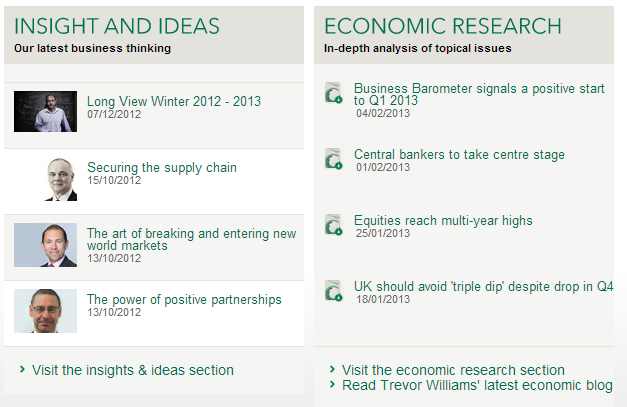 INSIGHT AND IDEAS
Our latest business thinking
Long View Winter 2012 - 2013
07/12/2012
Securing the supply chain
15/10/2012
The art of breaking and entering new
world markets
13/10/2012
The power of positive partnerships
13/10/2012
Visit the insights & ideas section
ECONOMIC RESEARCH
In-depth analysis of topical issues
Business Barometer signals a positive start
to Q1 2013
04/02/2013
Central bankers to take centre stage
01/02/2013
Equities reach multi-year highs
25/01/2013
UK should avoid 'triple dip' despite drop in Q4
18/01/2013
Visit the economic research section
Read Trevor Williams' latest economic blog